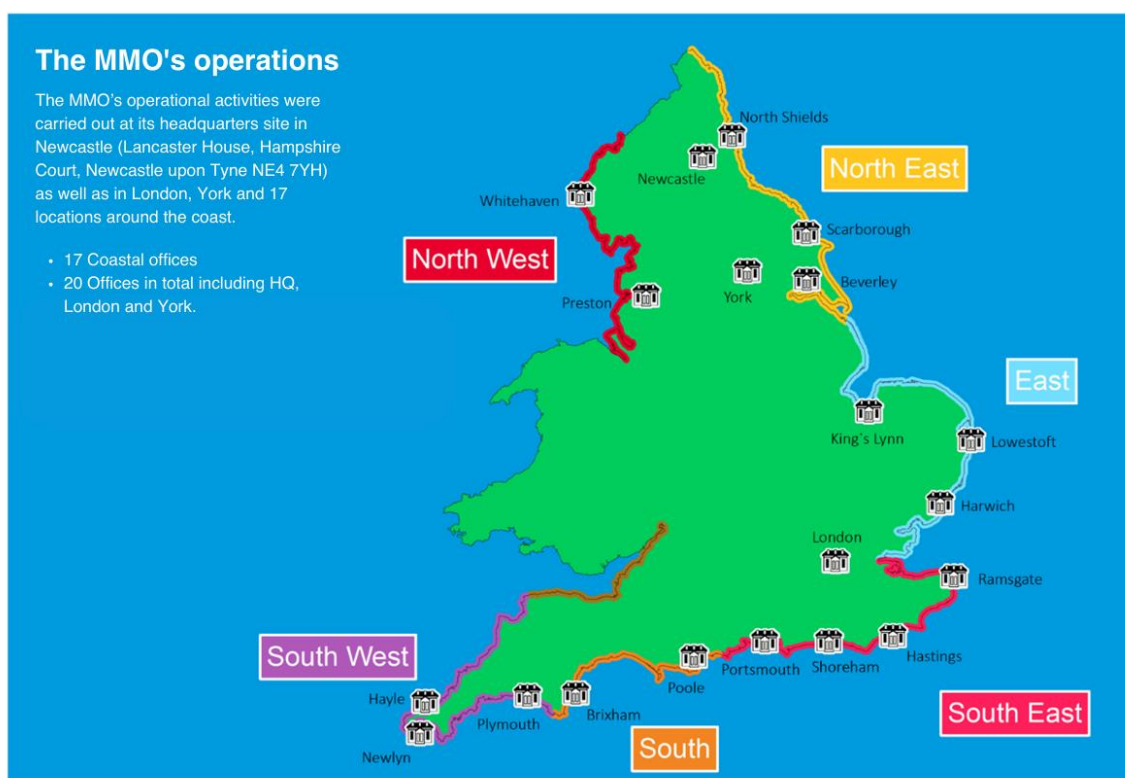 The MMO's operations
The MMO's operational activities were
carried out at its headquarters site in
Newcastle (Lancaster House, Hampshire
Court, Newcastle upon Tyne NE4 7YH)
as well as in London, York and 17
locations around the coast.
• 17 Coastal offices
• 20 Offices in total including HQ,
London and York.
North Shields
Newcastle
North East
Whitehaven
Scarborough
North West
York
Beverley
Preston
East
King's Lynn
Lowestoft
Harwich
London
Ramsgate
South West
Hastings
Portsmouth
Shoreham
Poole
Hayle
Plymouth
Brixham
South East
Newlyn
South